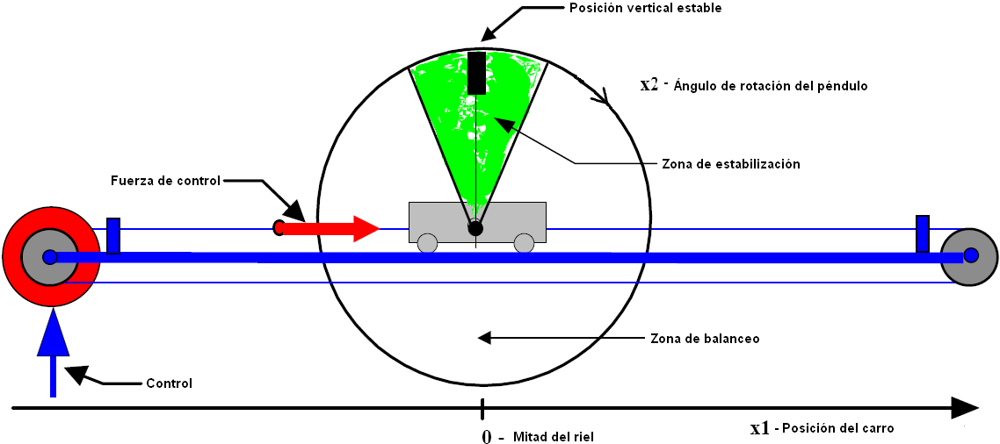 Posición vertical estable
x2 - Ángulo de rotación del péndulo
Zona de estabilización
Fuerza de control
Zona de balanceo
Control
0 - Mitad del riel
x1 - Posición del carro